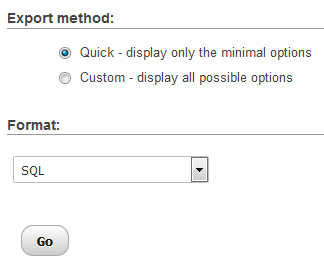 Export method:
Quick - display only the minimal options
Custom - display all possible options
Format:
SQL
Go